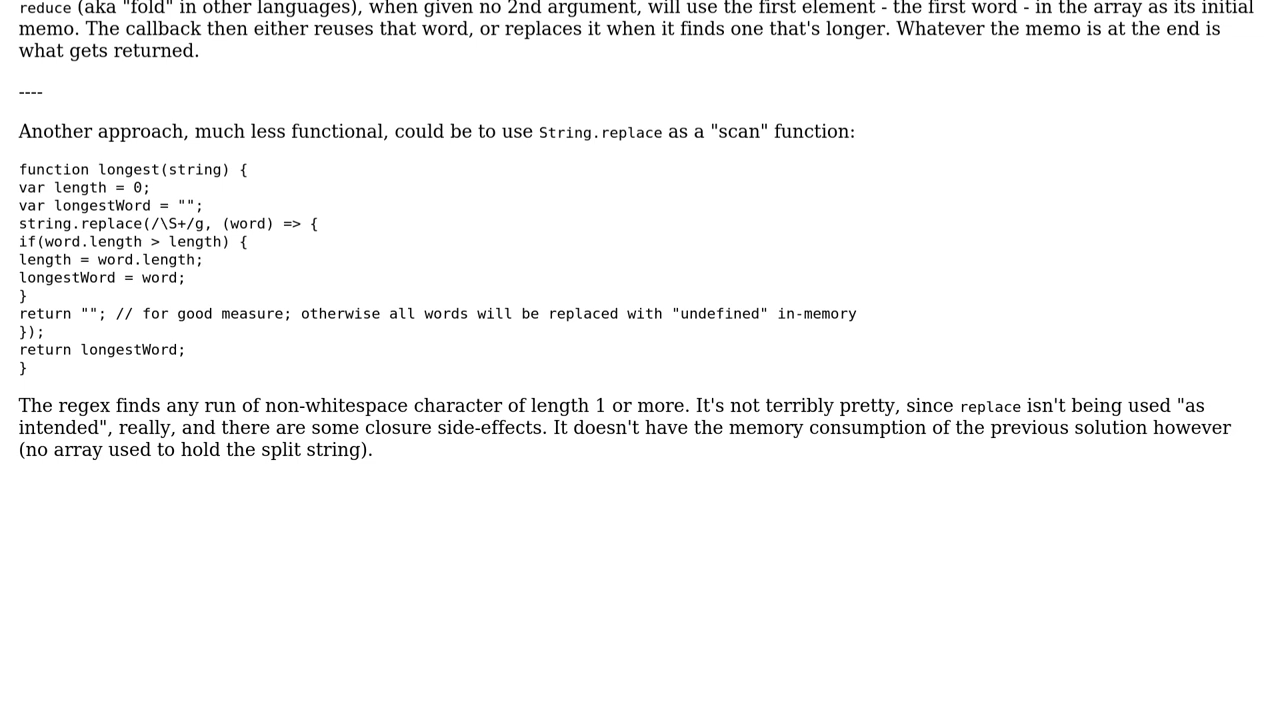 reduce (aka "fold" in other languages), when given no 2nd argument, will use the first element - the first word - in the array as its initial
memo. The callback then either reuses that word, or replaces it when it finds one that's longer. Whatever the memo is at the end is
what gets returned.
----
Another approach, much less functional, could be to use String.replace as a "scan" function:
function longest(string) {
var length = 0;
var longestWord = "";
string.replace(/\S+/g, (word) => {
if(word.length > length) {
length = word.length;
longestWord = word;
}
return ""; // for good measure; otherwise all words will be replaced with "undefined" in-memory
});
return longestWord;
}
The regex finds any run of non-whitespace character of length 1 or more. It's not terribly pretty, since replace isn't being used "as
intended", really, and there are some closure side-effects. It doesn't have the memory consumption of the previous solution however
(no array used to hold the split string).